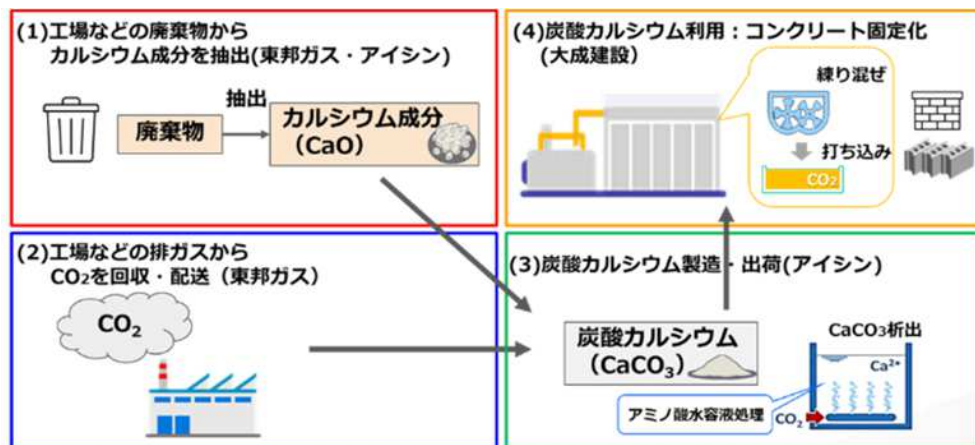 (1)工場などの廃棄物から
カルシウム成分を抽出(東邦ガス・アイシン)
抽出
廃棄物
カルシウム成分
(CaO)
(2)工場などの排ガスから
CO₂を回収・配送（東邦ガス）
CO₂
(3)炭酸カルシウム製造・出荷(アイシン)
炭酸カルシウム
(CaCO₃)
CaCO₃析出
Ca²⁺
アミノ酸水容液処理
CO₂
(4)炭酸カルシウム利用：コンクリート固定化
(大成建設)
練り混ぜ
打ち込み
CO₂